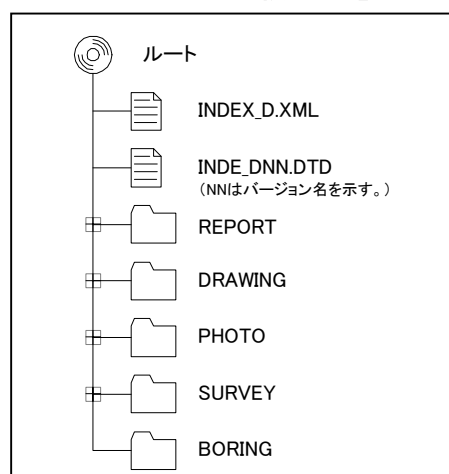 ルート
INDEX_D.XML
INDE_DNN.DTD
（NNはバージョン名を示す。）
REPORT
DRAWING
PHOTO
SURVEY
BORING